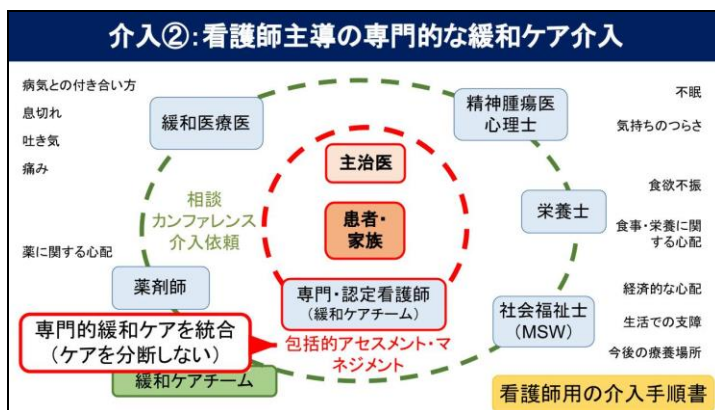 介入②:看護師主導の専門的な緩和ケア介入
病気との付き合い方
息切れ
吐き気
痛み
緩和医療医
精神腫瘍医
心理士
不眠
気持ちのつらさ
主治医
相談
カンファレンス
介入依頼
患者・
家族
栄養士
食欲不振
食事・栄養に関
する心配
薬に関する心配
薬剤師
専門・認定看護師
(緩和ケアチーム)
社会福祉士
(MSW)
経済的な心配
生活での支障
今後の療養場所
専門的緩和ケアを統合
(ケアを分断しない)
包括的アセスメント・マ
ネジメント
緩和ケアチーム
看護師用の介入手順書